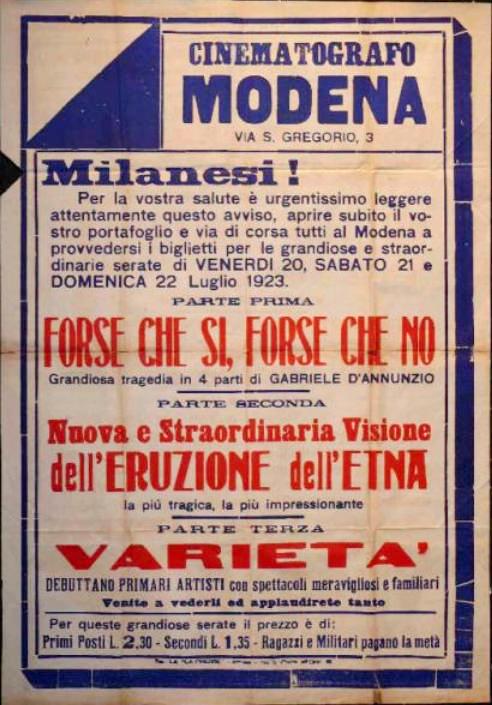 CINEMATOGRAFO
MODENA
VIA S. GREGORIO, 3
Milanesi!
Per la vostra salute è urgentissimo leggere
attentamente questo avviso, aprire subito il vo-
stro portafoglio e via di corsa tutti al Modena a
provvedersi i biglietti per le grandiose e straor-
dinarie serate di VENERDI 20, SABATO 21 e
DOMENICA 22 Luglio 1923.
PARTE PRIMA
FORSE CHE SI, FORSE CHE NO
Grandiosa tragedia in 4 parti di GABRIELE D'ANNUNZIO
PARTE SECONDA
Nuova e Straordinaria Visione
dell'ERUZIONE dell'ETNA
la piú tragica, la più impressionante
PARTE TERZA
VARIETA'
DEBUTTANO PRIMARI ARTISTI con spettacoli meravigliosi e familiari
Venite a vederli ed applaudirete tanto
Per queste grandiose serate il prezzo è di:
Primi Posti L. 2,30 - Secondi L. 1,35 - Ragazzi e Militari pagano la metà